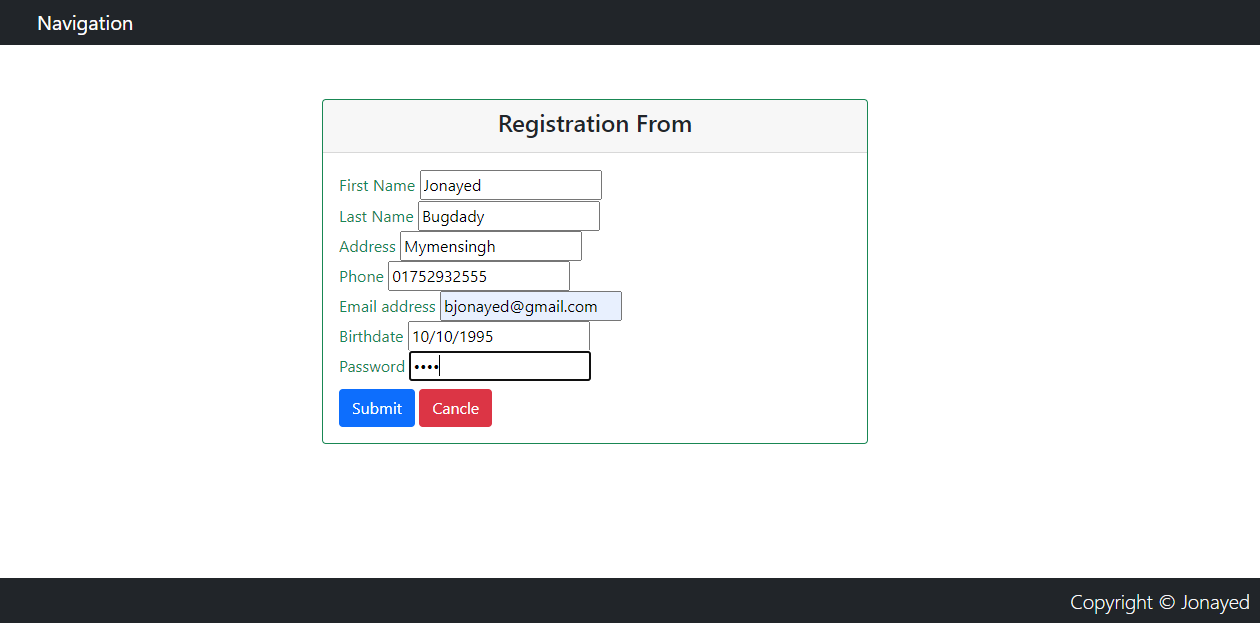 Navigation
Registration From
First Name Jonayed
Last Name Bugdady
Address Mymensingh
Phone 01752932555
Email address bjonayed@gmail.com
Birthdate 10/10/1995
Password ••••
Submit Cancle
Copyright © Jonayed